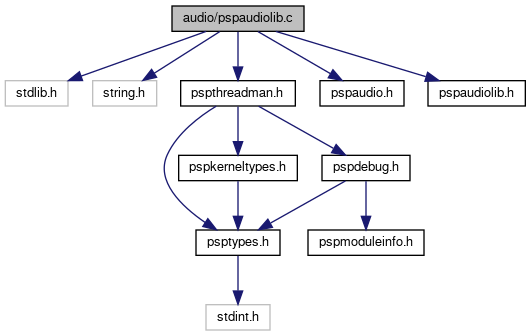 audio/pspaudiolib.c
stdlib.h
string.h
pspthreadman.h
pspaudio.h
pspaudiolib.h
pspkerneltypes.h
pspdebug.h
psptypes.h
pspmoduleinfo.h
stdint.h